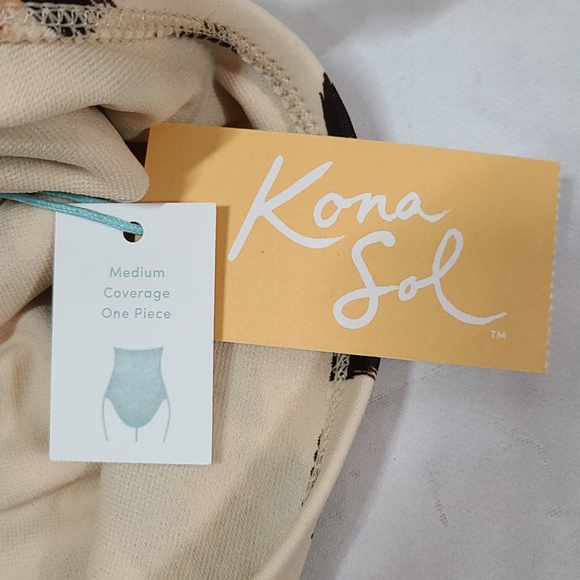 Kona
Sol
™
Medium
Coverage
One Piece